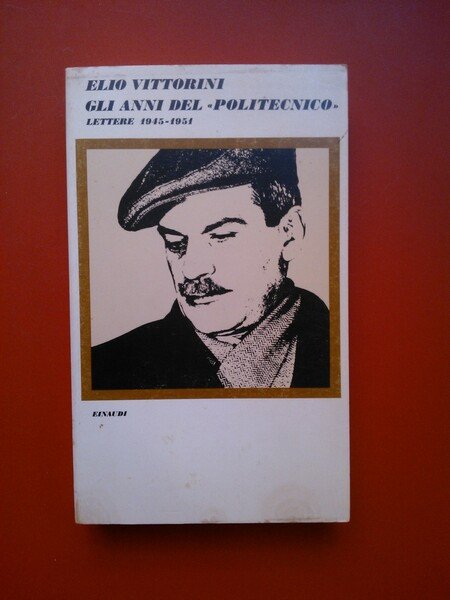 ELIO VITTORINI
GLI ANNI DEL «POLITECNICO»
LETTERE 1945-1951
EINAUDI